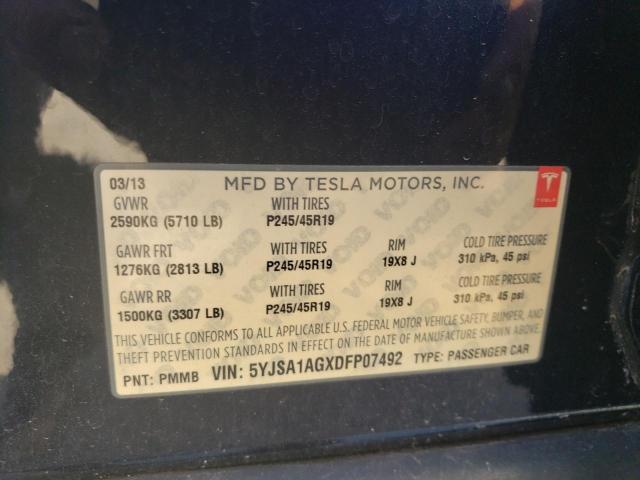 03/13 MFD BY TESLA MOTORS, INC.
TESLA
GVWR WITH TIRES
2590KG (5710 LB) P245/45R19
GAWR FRT WITH TIRES RIM COLD TIRE PRESSURE
1276KG (2813 LB) P245/45R19 19X8 J 310 kPa, 45 psi
GAWR RR WITH TIRES RIM COLD TIRE PRESSURE
1500KG (3307 LB) P245/45R19 19X8 J 310 kPa, 45 psi
THIS VEHICLE CONFORMS TO ALL APPLICABLE U.S. FEDERAL MOTOR VEHICLE SAFETY, BUMPER, AND
THEFT PREVENTION STANDARDS IN EFFECT ON THE DATE OF MANUFACTURE SHOWN ABOVE.
PNT: PMMB VIN: 5YJSA1AGXDFP07492 TYPE: PASSENGER CAR